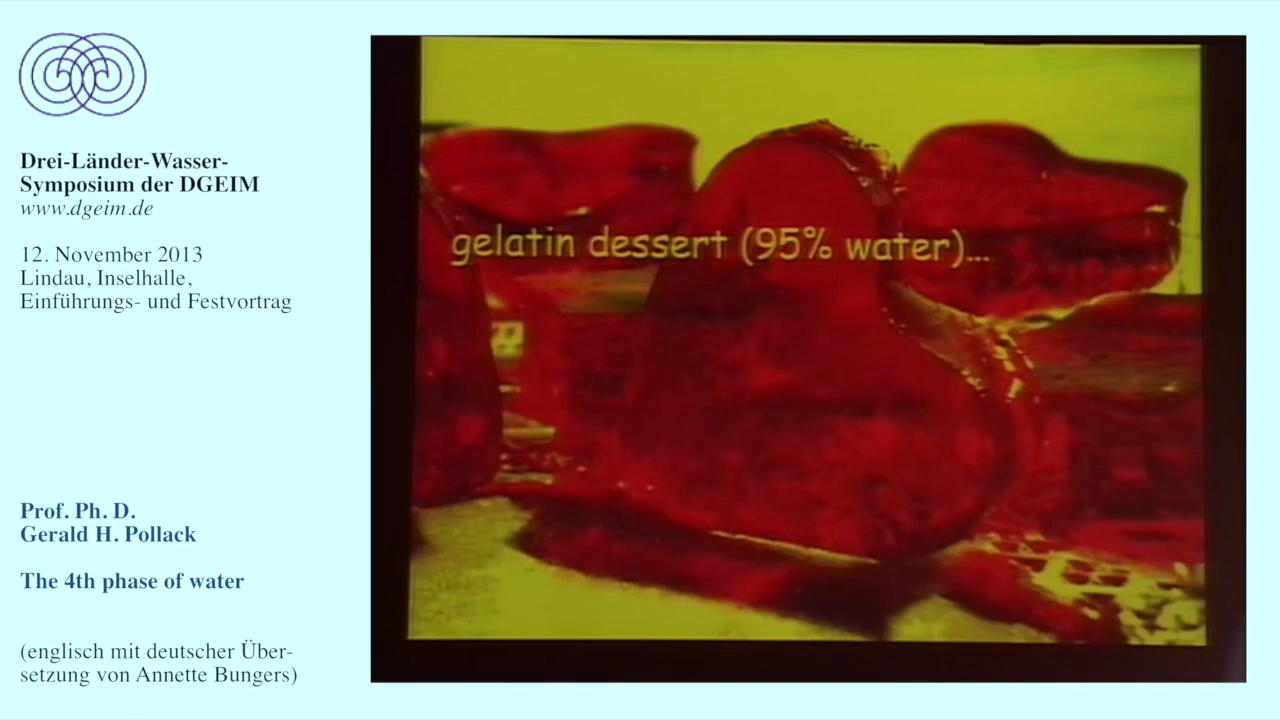 Drei-Länder-Wasser-
Symposium der DGEIM
www.dgeim.de
12. November 2013
Lindau, Inselhalle,
Einführungs- und Festvortrag
Prof. Ph. D.
Gerald H. Pollack
The 4th phase of water
(englisch mit deutscher Über-
setzung von Annette Bungers)
gelatin dessert (95% water)...